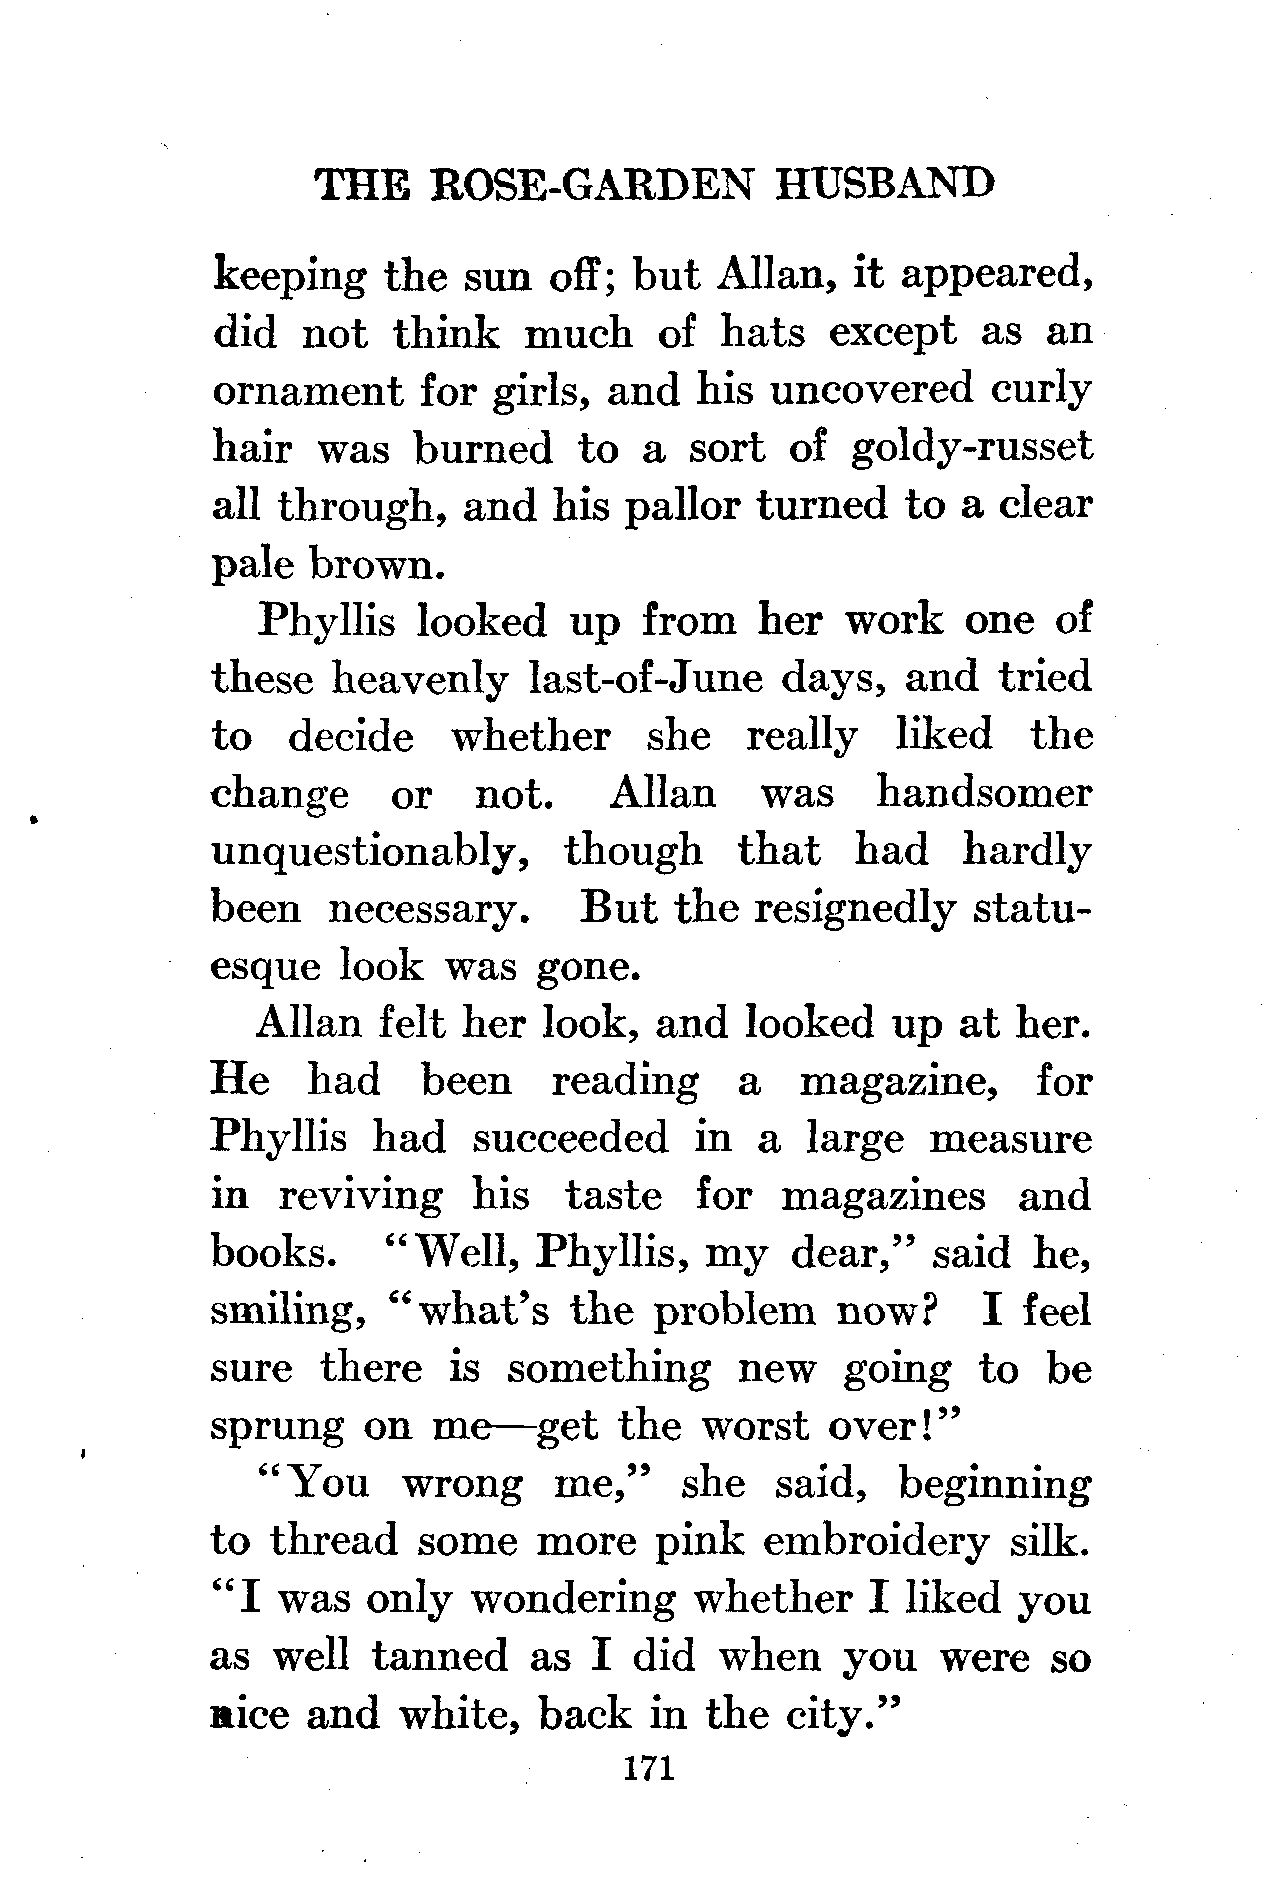 THE ROSE-GARDEN HUSBAND
keeping the sun off; but Allan, it appeared,
did not think much of hats except as an
ornament for girls, and his uncovered curly
hair was burned to a sort of goldy-russet
all through, and his pallor turned to a clear
pale brown.
Phyllis looked up from her work one of
these heavenly last-of-June days, and tried
to decide whether she really liked the
change or not. Allan was handsomer
unquestionably, though that had hardly
been necessary. But the resignedly statu-
esque look was gone.
Allan felt her look, and looked up at her.
He had been reading a magazine, for
Phyllis had succeeded in a large measure
in reviving his taste for magazines and
books. “Well, Phyllis, my dear,” said he,
smiling, “what’s the problem now? I feel
sure there is something new going to be
sprung on me—get the worst over!”
“You wrong me,” she said, beginning
to thread some more pink embroidery silk.
“I was only wondering whether I liked you
as well tanned as I did when you were so
nice and white, back in the city.”
171